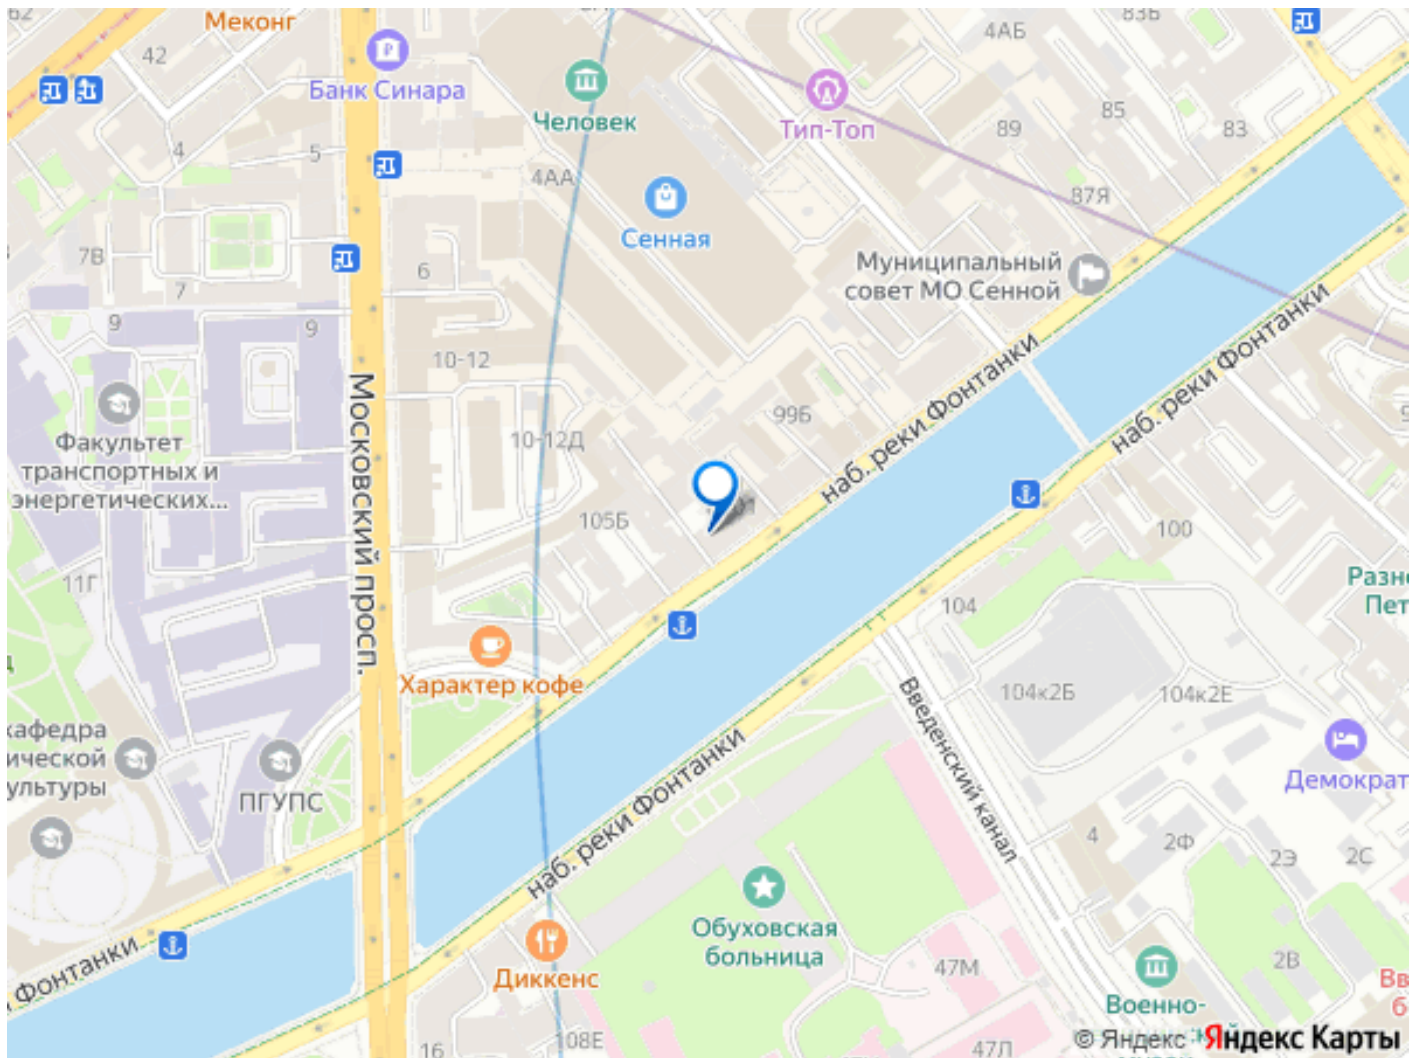 62
Меконг
42
Банк Синара
Человек
4АБ
83Б
Тип-Топ
89
85
83
4
5
4АА
87Я
Сенная
7В
6
7
Муниципальный
совет МО Сенной
9
9
10-12
Московский просп.
наб. реки Фонтанки
наб. реки Фонтанки
99Б
10-12Д
Факультет
транспортных и
энергетических...
105Б
100
11Г
104
Разно
Пет
Характер кофе
104к2Б
104к2Е
Введенский канал
кафедра
ической
ультуры
ПГУПС
наб. реки Фонтанки
Демократ
4
2Ф
2Э
2С
Обуховская
больница
Фонтанки
Диккенс
47М
2В
Вв
б
Военно-
108Е
16
47Л
© Яндекс Яндекс Карты